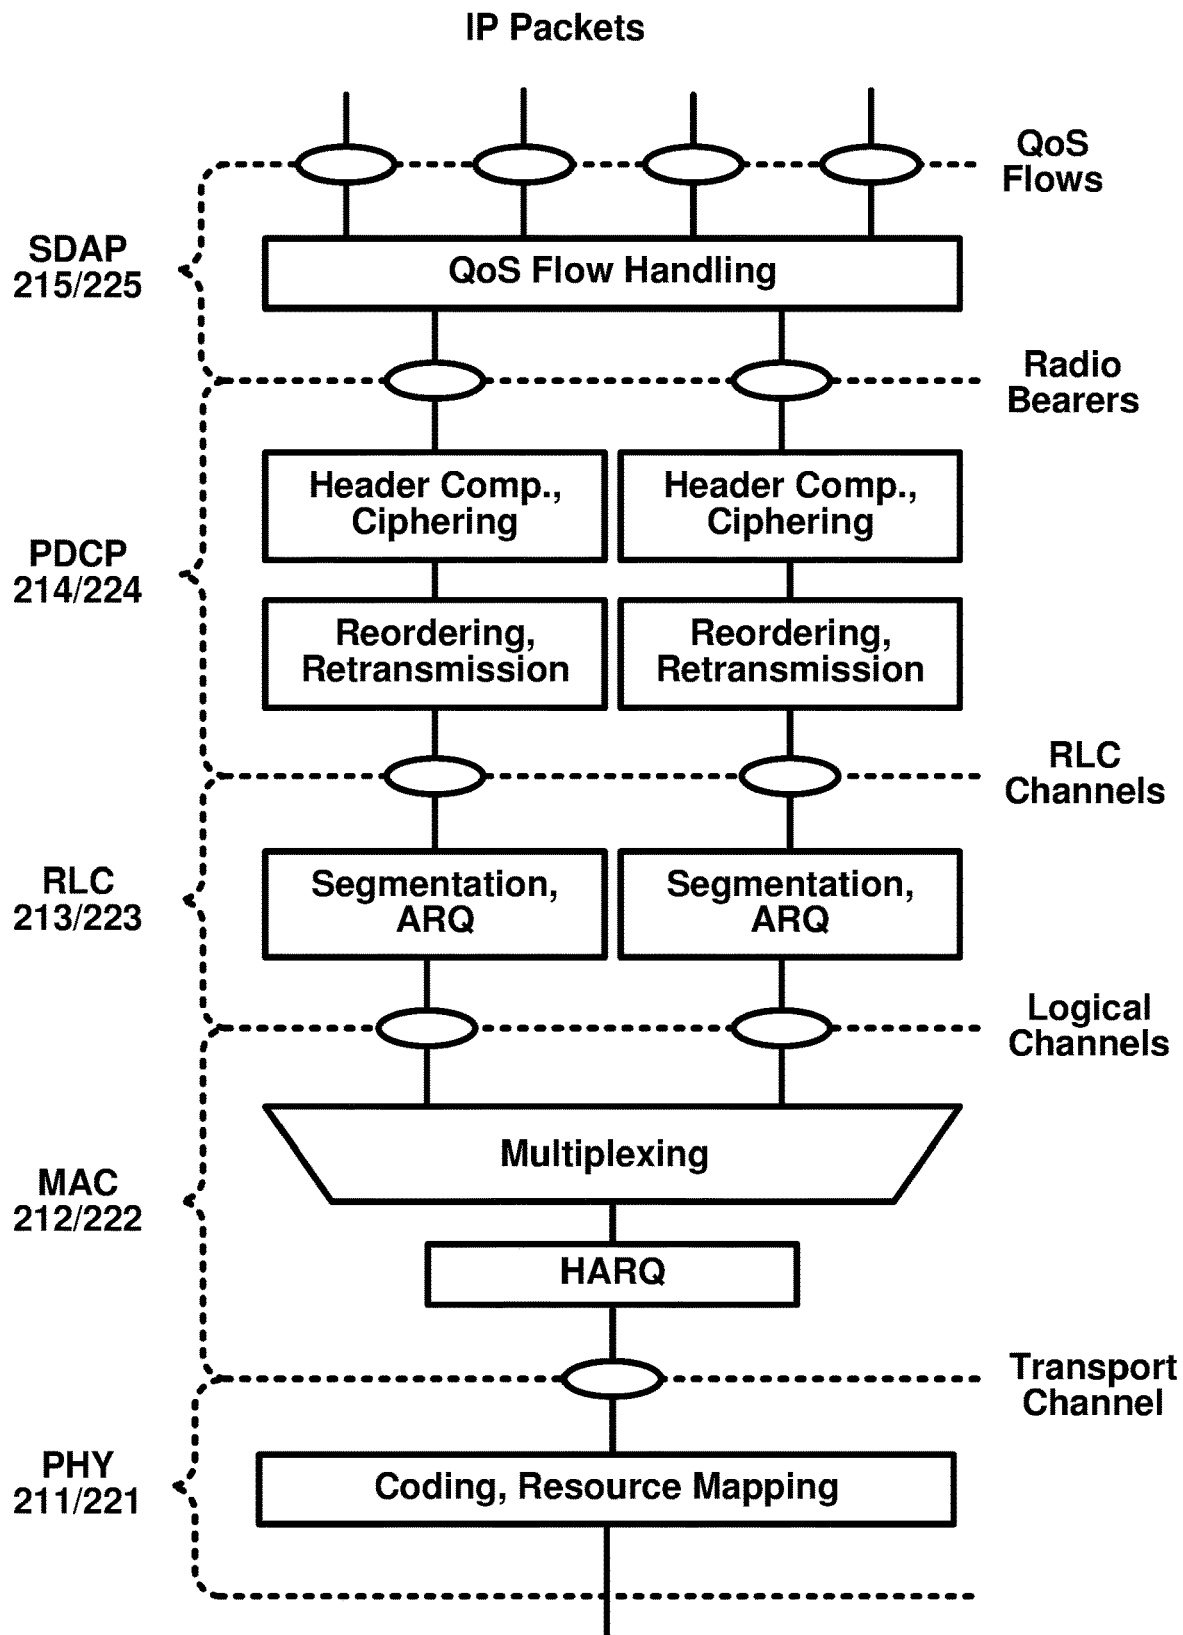 IP Packets
QoS
Flows
SDAP
215/225
QoS Flow Handling
Radio
Bearers
Header Comp.,
Ciphering
Header Comp.,
Ciphering
PDCP
214/224
Reordering,
Retransmission
Reordering,
Retransmission
RLC
Channels
RLC
213/223
Segmentation,
ARQ
Segmentation,
ARQ
Logical
Channels
Multiplexing
MAC
212/222
HARQ
Transport
Channel
PHY
211/221
Coding, Resource Mapping